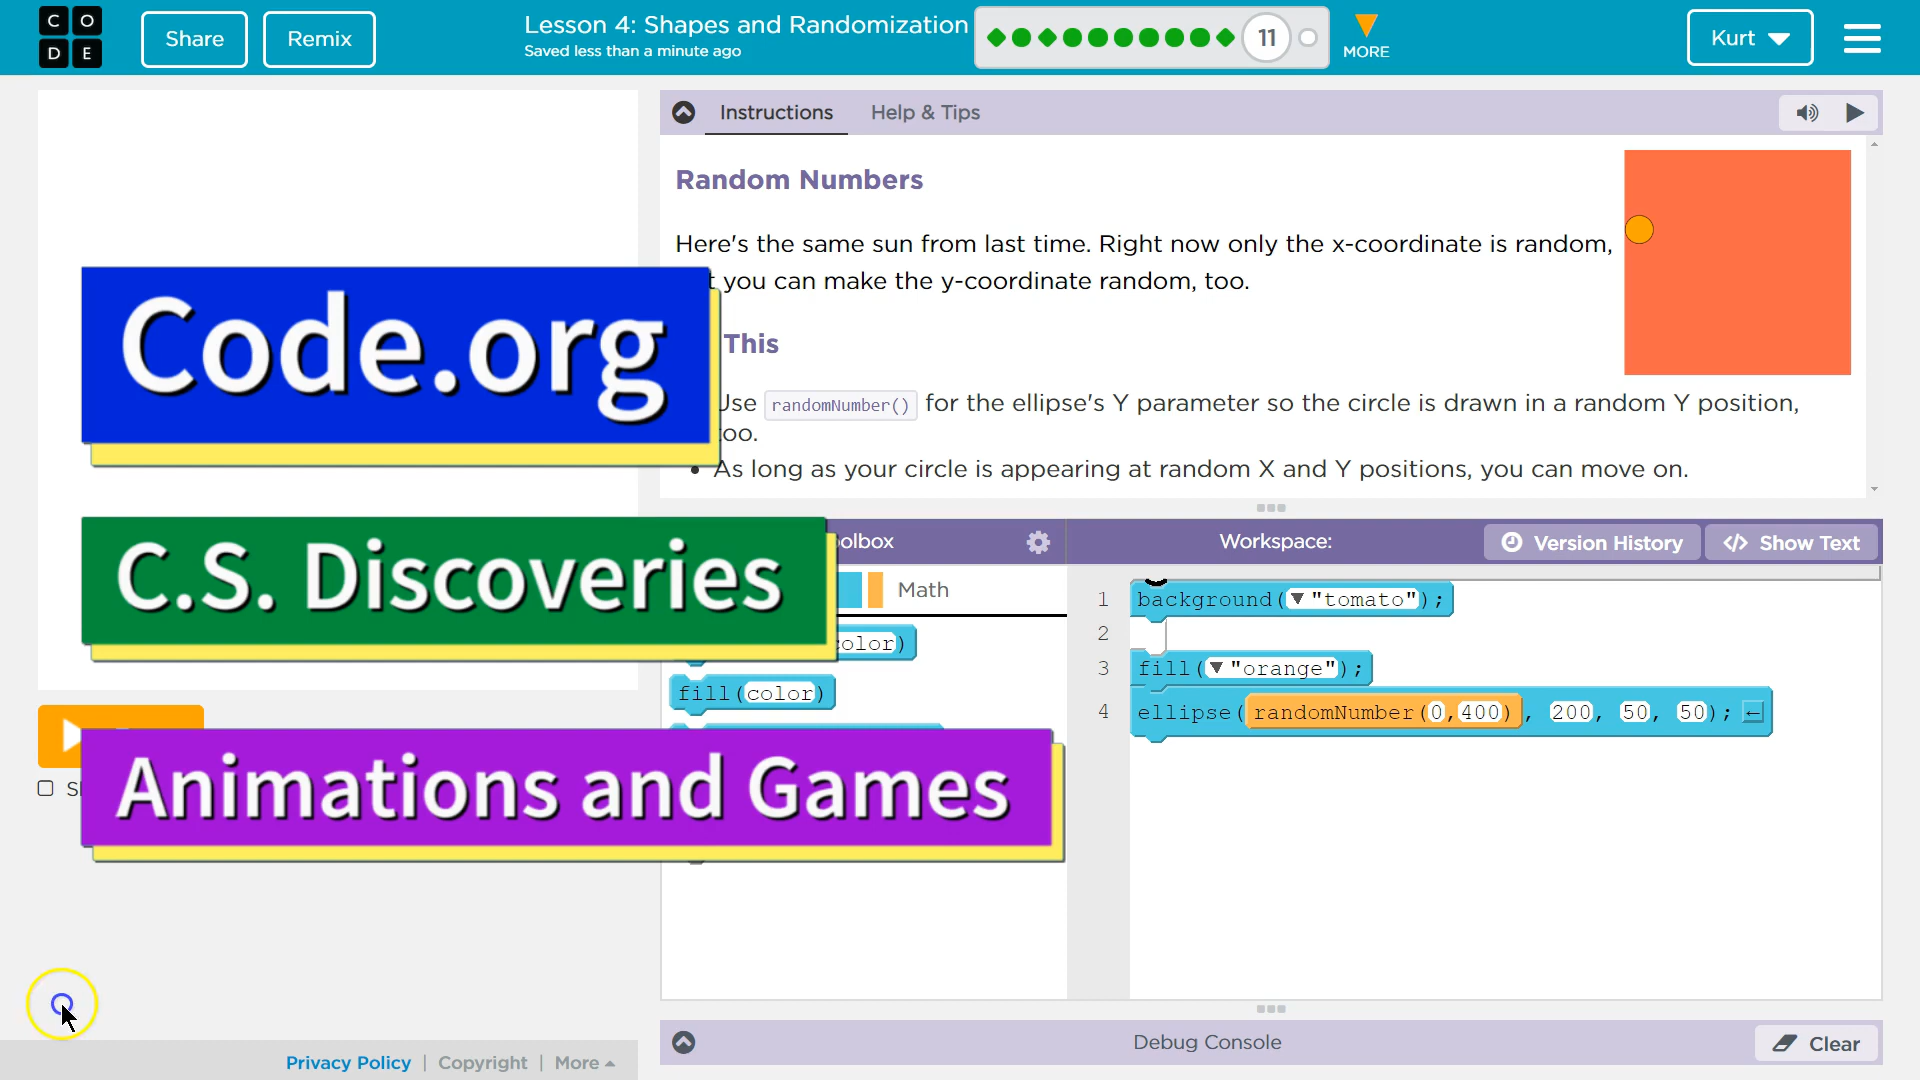 CODE
Share
Remix
Lesson 4: Shapes and Randomization
Saved less than a minute ago
11
MORE
Kurt
Instructions
Help & Tips
Random Numbers
Here's the same sun from last time. Right now only the x-coordinate is random,
you can make the y-coordinate random, too.
This
Use randomNumber() for the ellipse's Y parameter so the circle is drawn in a random Y position,
too.
As long as your circle is appearing at random X and Y positions, you can move on.
Code.org
C.S. Discoveries
Animations and Games
Workspace:
Version History
Show Text
Math
color)
fill(color)
1 background("tomato");
2
3 fill("orange");
4 ellipse(randomNumber(0,400), 200, 50, 50);
Debug Console
Clear
Privacy Policy | Copyright | More